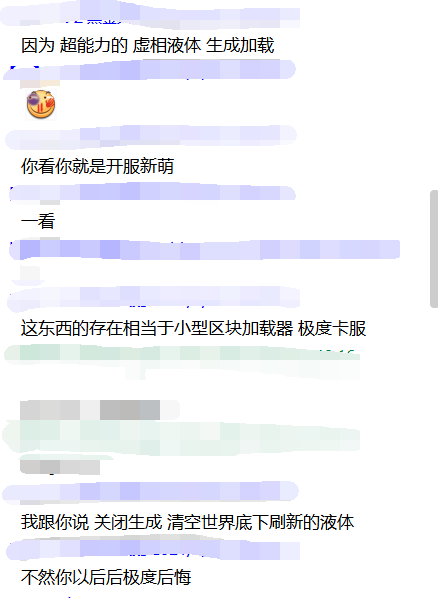 因为 超能力的 虚相液体 生成加载
你看你就是开服新萌
一看
这东西的存在相当于小型区块加载器 极度卡服
我跟你说 关闭生成 清空世界底下刷新的液体
不然你以后后极度后悔